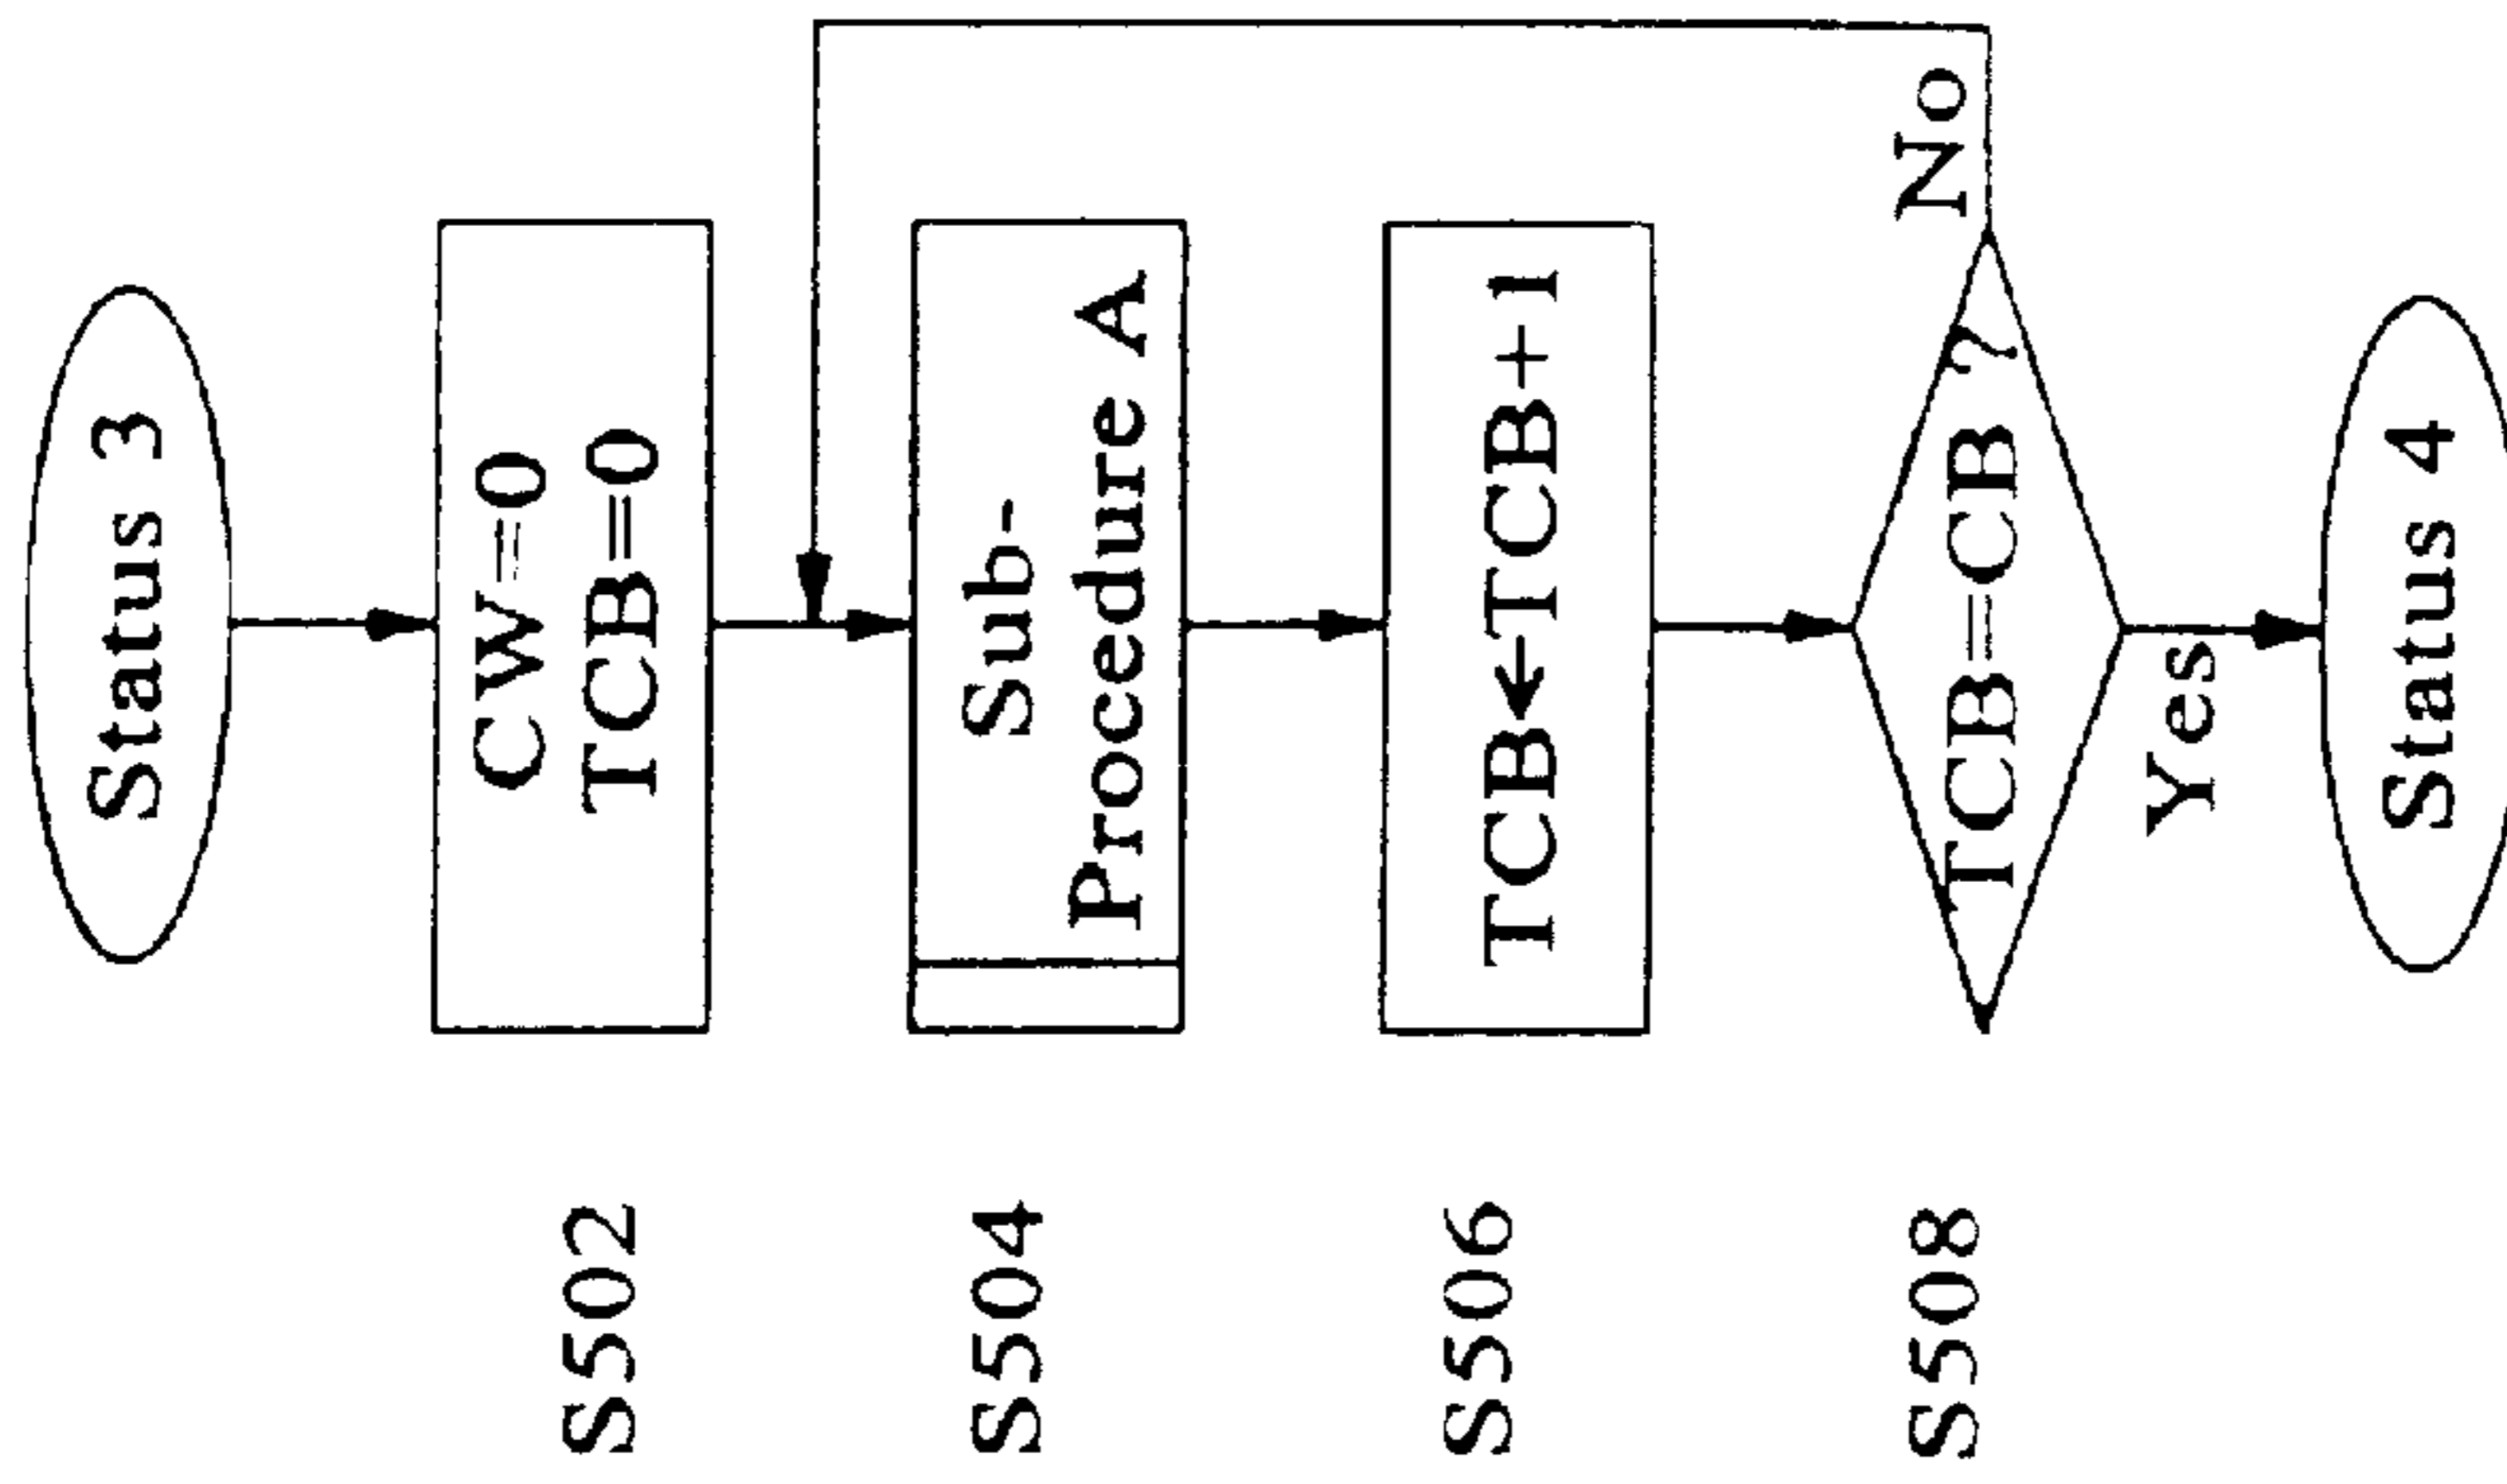 Status 3
S502
CW=0
TCB=0
S504
Sub-
Procedure A
S506
TCB←TCB+1
S508
TCB=CB ?
No
Yes
Status 4